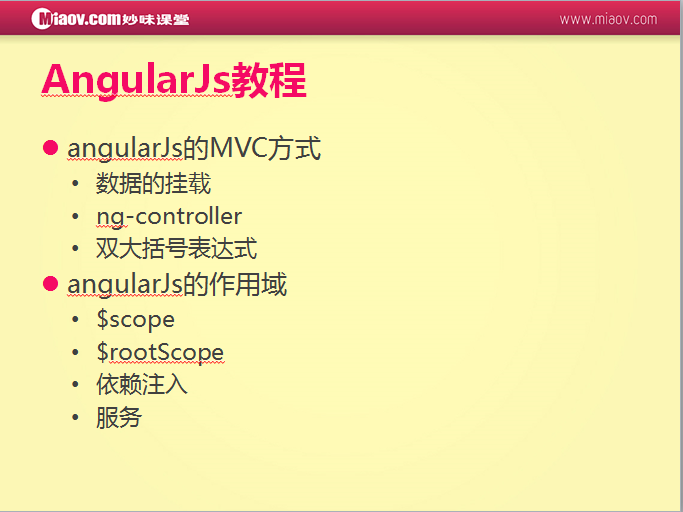 Miaov.com妙味课堂
www.miaov.com
AngularJs教程
angularJs的MVC方式
数据的挂载
ng-controller
双大括号表达式
angularJs的作用域
$scope
$rootScope
依赖注入
服务